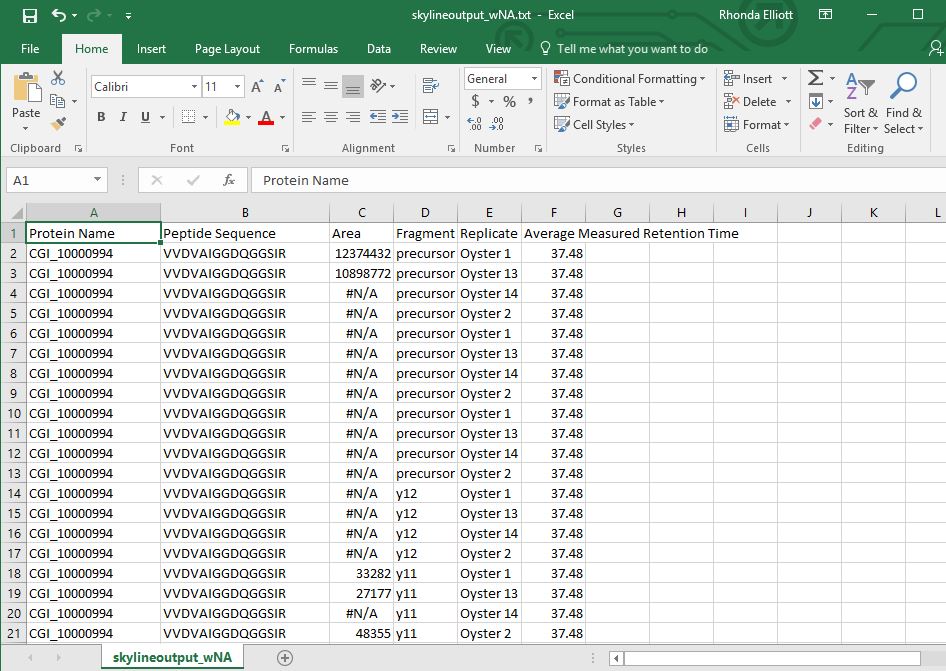 skylineoutput_wNA.txt - Excel
Rhonda Elliott
File Home Insert Page Layout Formulas Data Review View Tell me what you want to do
Calibri 11 A A General Conditional Formatting Insert Σ A Z
Paste B I U A $ % , Format as Table Delete Sort & Find &
.00 .00 Cell Styles Format Filter Select
Clipboard Font Alignment Number Styles Cells Editing
A1 fx Protein Name
A B C D E F G H I J K L
1 Protein Name Peptide Sequence Area Fragment Replicate Average Measured Retention Time
2 CGI_10000994 VVDVAIGGDQGGSIR 12374432 precursor Oyster 1 37.48
3 CGI_10000994 VVDVAIGGDQGGSIR 10898772 precursor Oyster 13 37.48
4 CGI_10000994 VVDVAIGGDQGGSIR #N/A precursor Oyster 14 37.48
5 CGI_10000994 VVDVAIGGDQGGSIR #N/A precursor Oyster 2 37.48
6 CGI_10000994 VVDVAIGGDQGGSIR #N/A precursor Oyster 1 37.48
7 CGI_10000994 VVDVAIGGDQGGSIR #N/A precursor Oyster 13 37.48
8 CGI_10000994 VVDVAIGGDQGGSIR #N/A precursor Oyster 14 37.48
9 CGI_10000994 VVDVAIGGDQGGSIR #N/A precursor Oyster 2 37.48
10 CGI_10000994 VVDVAIGGDQGGSIR #N/A precursor Oyster 1 37.48
11 CGI_10000994 VVDVAIGGDQGGSIR #N/A precursor Oyster 13 37.48
12 CGI_10000994 VVDVAIGGDQGGSIR #N/A precursor Oyster 14 37.48
13 CGI_10000994 VVDVAIGGDQGGSIR #N/A precursor Oyster 2 37.48
14 CGI_10000994 VVDVAIGGDQGGSIR #N/A y12 Oyster 1 37.48
15 CGI_10000994 VVDVAIGGDQGGSIR #N/A y12 Oyster 13 37.48
16 CGI_10000994 VVDVAIGGDQGGSIR #N/A y12 Oyster 14 37.48
17 CGI_10000994 VVDVAIGGDQGGSIR #N/A y12 Oyster 2 37.48
18 CGI_10000994 VVDVAIGGDQGGSIR 33282 y11 Oyster 1 37.48
19 CGI_10000994 VVDVAIGGDQGGSIR 27177 y11 Oyster 13 37.48
20 CGI_10000994 VVDVAIGGDQGGSIR #N/A y11 Oyster 14 37.48
21 CGI_10000994 VVDVAIGGDQGGSIR 48355 y11 Oyster 2 37.48
skylineoutput_wNA